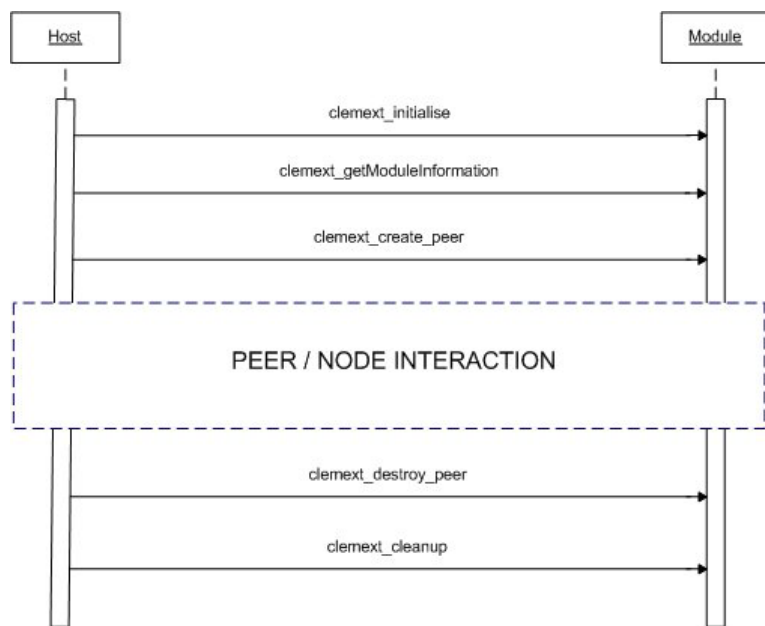 Host
Module
clemext_initialise
clemext_getModuleInformation
clemext_create_peer
PEER / NODE INTERACTION
clemext_destroy_peer
clemext_cleanup